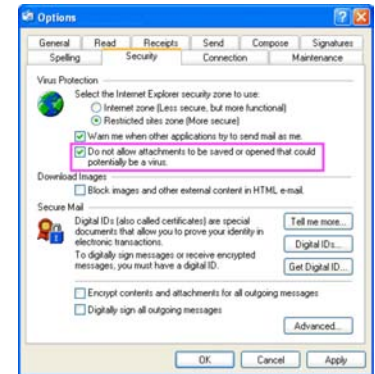 Options
General Read Receipts Send Compose Signatures
Spelling Security Connection Maintenance
Virus Protection
Select the Internet Explorer security zone to use:
Internet zone (Less secure, but more functional)
Restricted sites zone (More secure)
Warn me when other applications try to send mail as me.
Do not allow attachments to be saved or opened that could
potentially be a virus.
Download Images
Block images and other external content in HTML e-mail.
Secure Mail
Digital IDs (also called certificates) are special
documents that allow you to prove your identity in
electronic transactions.
Tell me more...
Digital IDs...
To digitally sign messages or receive encrypted
messages, you must have a digital ID.
Get Digital ID...
Encrypt contents and attachments for all outgoing messages
Digitally sign all outgoing messages
Advanced...
OK Cancel Apply